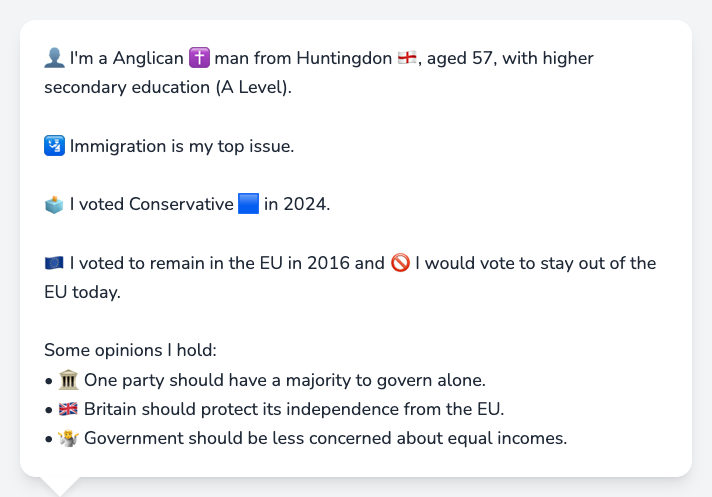 👤 I'm a Anglican ✝️ man from Huntingdon 🏴󠁧󠁢󠁥󠁮󠁧󠁿, aged 57, with higher
secondary education (A Level).
🛂 Immigration is my top issue.
🗳️ I voted Conservative 🟦 in 2024.
🇪🇺 I voted to remain in the EU in 2016 and 🚫 I would vote to stay out of the
EU today.
Some opinions I hold:
• 🏛️ One party should have a majority to govern alone.
• 🇬🇧 Britain should protect its independence from the EU.
• 🤷 Government should be less concerned about equal incomes.